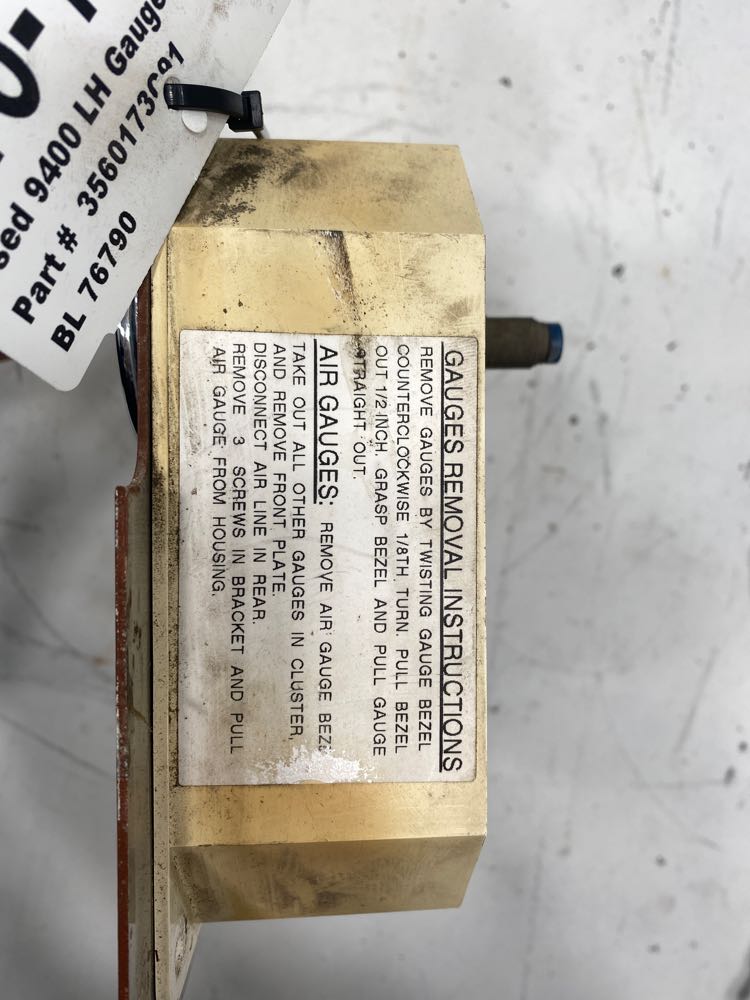 sed 9400 LH Gauge
Part # 3560173C91
BL 76790
GAUGES REMOVAL INSTRUCTIONS
REMOVE GAUGES BY TWISTING GAUGE BEZEL
COUNTERCLOCKWISE 1/8TH TURN. PULL BEZEL
OUT 1/2 INCH. GRASP BEZEL AND PULL GAUGE
STRAIGHT OUT.
AIR GAUGES: REMOVE AIR GAUGE BEZE
TAKE OUT ALL OTHER GAUGES IN CLUSTER,
AND REMOVE FRONT PLATE.
DISCONNECT AIR LINE IN REAR.
REMOVE 3 SCREWS IN BRACKET AND PULL
AIR GAUGE FROM HOUSING.